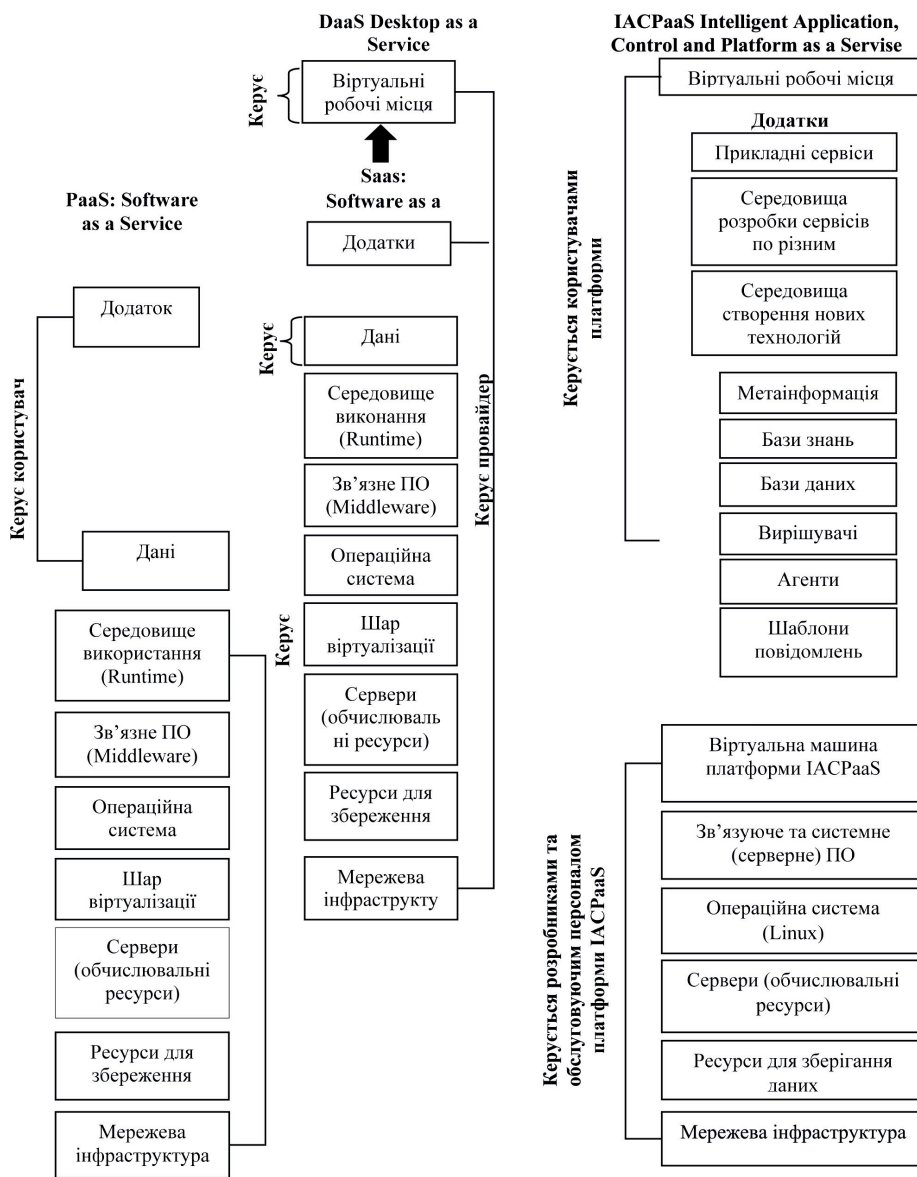 PaaS: Software
as a Service
Керує користувач
Додаток
Дані
Середовище
використання
(Runtime)
Зв’язне ПО
(Middleware)
Операційна
система
Шар
віртуалізації
Сервери
(обчислювальні
ресурси)
Ресурси для
збереження
Мережева
інфраструктура
DaaS Desktop as a
Service
Керує
Віртуальні
робочі місця
Saas:
Software as a
Додатки
Керує
Дані
Середовище
виконання
(Runtime)
Зв’язне ПО
(Middleware)
Операційна
система
Керує
Шар
віртуалізації
Сервери
(обчислюваль
ні ресурси)
Ресурси для
збереження
Мережева
інфраструкту
Керує провайдер
IACPaaS Intelligent Application,
Control and Platform as a Servise
Віртуальні робочі місця
Керується користувачами
платформи
Додатки
Прикладні сервіси
Середовища
розробки сервісів
по різним
Середовища
створення нових
технологій
Метаінформація
Бази знань
Бази даних
Вирішувачі
Агенти
Шаблони
повідомлень
Керується розробниками та
обслуговуючим персоналом
платформи IACPaaS
Віртуальна машина
платформи IACPaaS
Зв’язуюче та системне
(серверне) ПО
Операційна система
(Linux)
Сервери (обчислювальні
ресурси)
Ресурси для зберігання
даних
Мережева інфраструктура